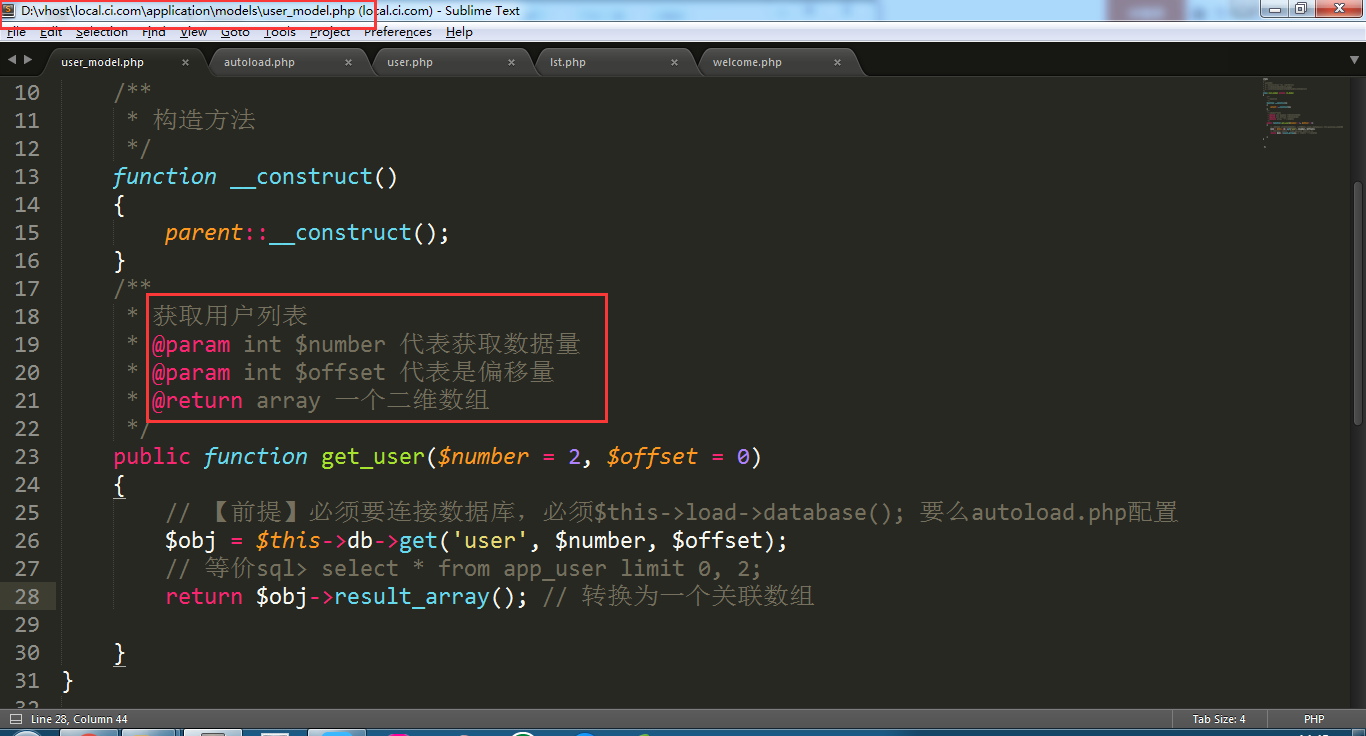 D:\vhost\local.ci.com\application\models\user_model.php (local.ci.com) - Sublime Text
File Edit Selection Find View Goto Tools Project Preferences Help
user_model.php × autoload.php × user.php × lst.php × welcome.php ×
10 /**
11 * 构造方法
12 */
13 function __construct()
14 {
15 parent::__construct();
16 }
17 /**
18 * 获取用户列表
19 * @param int $number 代表获取数据量
20 * @param int $offset 代表是偏移量
21 * @return array 一个二维数组
22 */
23 public function get_user($number = 2, $offset = 0)
24 {
25 // 【前提】必须要连接数据库，必须$this->load->database(); 要么autoload.php配置
26 $obj = $this->db->get('user', $number, $offset);
27 // 等价sql> select * from app_user limit 0, 2;
28 return $obj->result_array(); // 转换为一个关联数组
29
30 }
31 }
32
Line 28, Column 44 Tab Size: 4 PHP